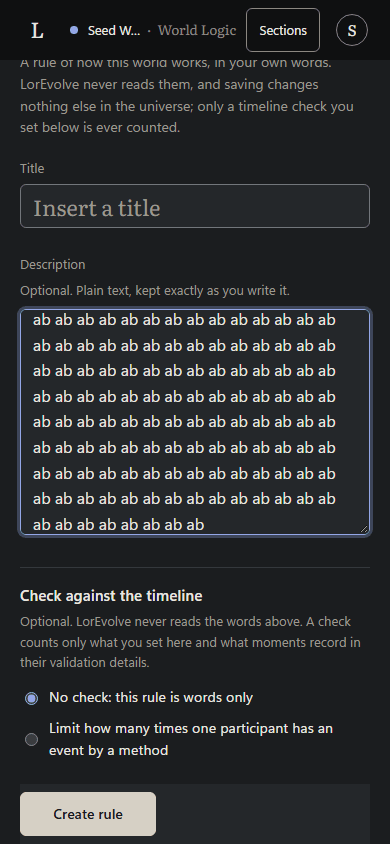 L Seed W... · World Logic Sections S
A rule of how this world works, in your own words.
LorEvolve never reads them, and saving changes
nothing else in the universe; only a timeline check you
set below is ever counted.
Title
Insert a title
Description
Optional. Plain text, kept exactly as you write it.
ab ab ab ab ab ab ab ab ab ab ab ab ab ab
ab ab ab ab ab ab ab ab ab ab ab ab ab ab
ab ab ab ab ab ab ab ab ab ab ab ab ab ab
ab ab ab ab ab ab ab ab ab ab ab ab ab ab
ab ab ab ab ab ab ab ab ab ab ab ab ab ab
ab ab ab ab ab ab ab ab ab ab ab ab ab ab
ab ab ab ab ab ab ab ab ab ab ab ab ab ab
ab ab ab ab ab ab ab ab ab ab ab ab ab ab
ab ab ab ab ab ab ab ab
Check against the timeline
Optional. LorEvolve never reads the words above. A check
counts only what you set here and what moments record in
their validation details.
No check: this rule is words only
Limit how many times one participant has an
event by a method
Create rule